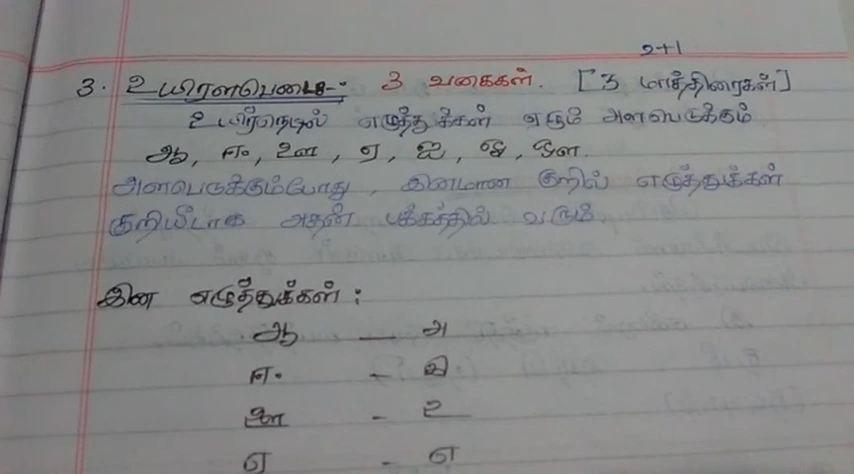 2+1
3. உயிரளபெடை:- 3 வகைகள். [3 மாத்திரைகள்]
உயிர்நெடில் எழுத்துக்கள் ஏழும் அளபெடுக்கும்
ஆ, ஈ, ஊ, ஏ, ஐ, ஓ, ஔ.
அளபெடுக்கும்போது, இனமான குறில் எழுத்துக்கள்
குறியீடாக அதன் பக்கத்தில் வரும்
இன எழுத்துக்கள் :
ஆ - அ
ஈ - இ
ஊ - உ
ஏ - எ